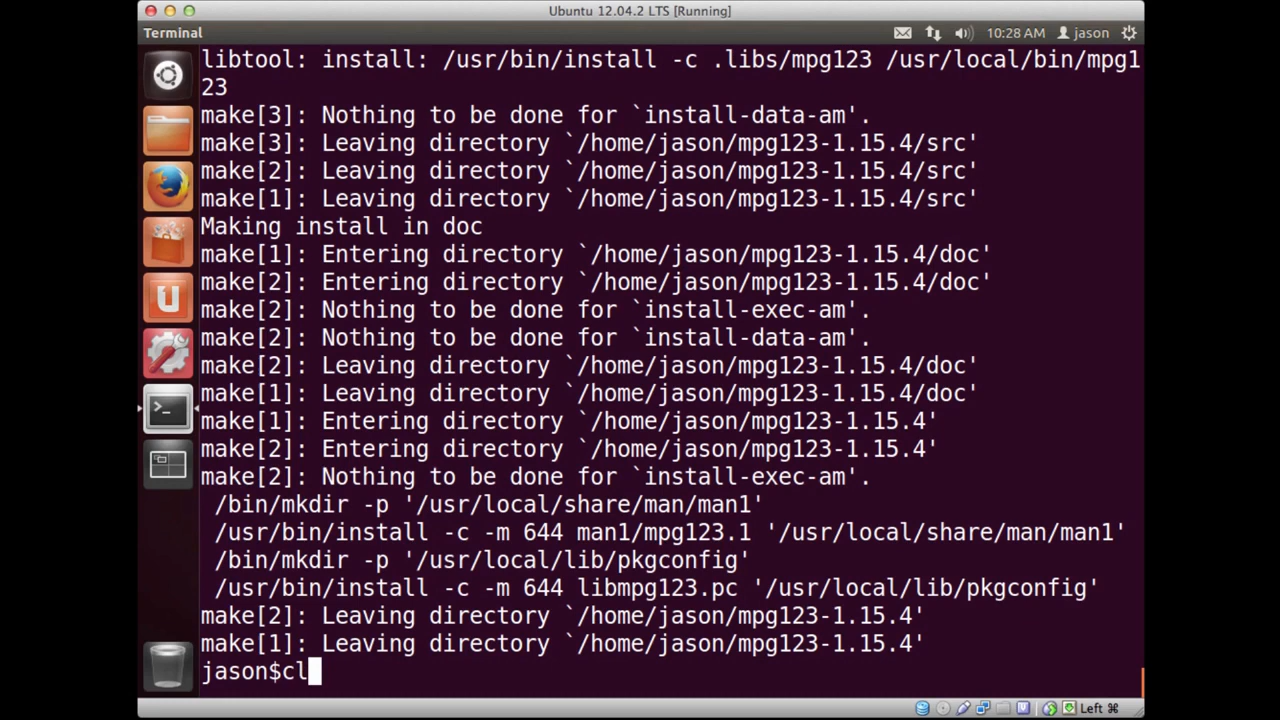 Ubuntu 12.04.2 LTS [Running]
Terminal
10:28 AM
jason
libtool: install: /usr/bin/install -c .libs/mpg123 /usr/local/bin/mpg1
23
make[3]: Nothing to be done for `install-data-am'.
make[3]: Leaving directory `/home/jason/mpg123-1.15.4/src'
make[2]: Leaving directory `/home/jason/mpg123-1.15.4/src'
make[1]: Leaving directory `/home/jason/mpg123-1.15.4/src'
Making install in doc
make[1]: Entering directory `/home/jason/mpg123-1.15.4/doc'
make[2]: Entering directory `/home/jason/mpg123-1.15.4/doc'
make[2]: Nothing to be done for `install-exec-am'.
make[2]: Nothing to be done for `install-data-am'.
make[2]: Leaving directory `/home/jason/mpg123-1.15.4/doc'
make[1]: Leaving directory `/home/jason/mpg123-1.15.4/doc'
make[1]: Entering directory `/home/jason/mpg123-1.15.4'
make[2]: Entering directory `/home/jason/mpg123-1.15.4'
make[2]: Nothing to be done for `install-exec-am'.
/bin/mkdir -p '/usr/local/share/man/man1'
/usr/bin/install -c -m 644 man1/mpg123.1 '/usr/local/share/man/man1'
/bin/mkdir -p '/usr/local/lib/pkgconfig'
/usr/bin/install -c -m 644 libmpg123.pc '/usr/local/lib/pkgconfig'
make[2]: Leaving directory `/home/jason/mpg123-1.15.4'
make[1]: Leaving directory `/home/jason/mpg123-1.15.4'
jason$cl
Left ⌘